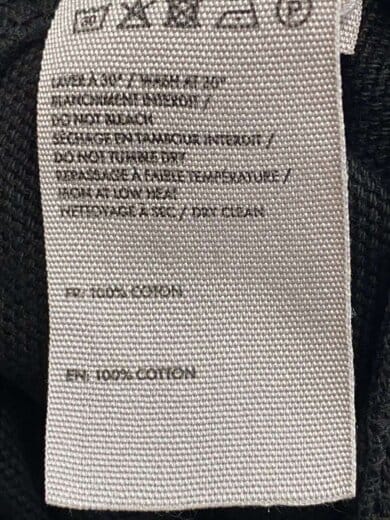 30 P
LAVER À 30° / WASH AT 30°
BLANCHIMENT INTERDIT /
DO NOT BLEACH
SÉCHAGE EN TAMBOUR INTERDIT /
DO NOT TUMBLE DRY
REPASSAGE À FAIBLE TEMPÉRATURE /
IRON AT LOW HEAT
NETTOYAGE À SEC / DRY CLEAN
FR: 100% COTON
EN: 100% COTTON